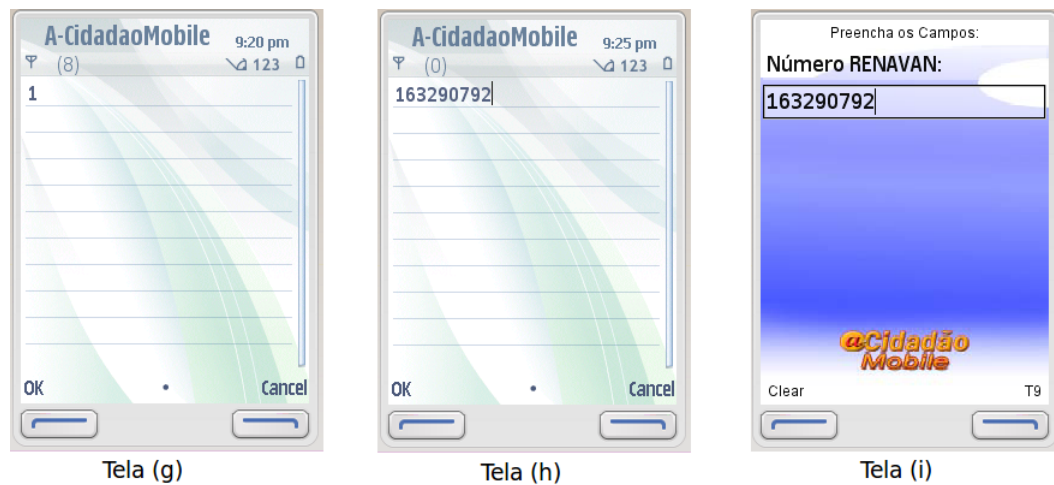 A-CidadaoMobile 9:20 pm
(8) 123
1
OK Cancel
Tela (g)
A-CidadaoMobile 9:25 pm
(0) 123
163290792
OK Cancel
Tela (h)
Preencha os Campos:
Número RENAVAN:
163290792
@Cidadão
Mobile
Clear T9
Tela (i)